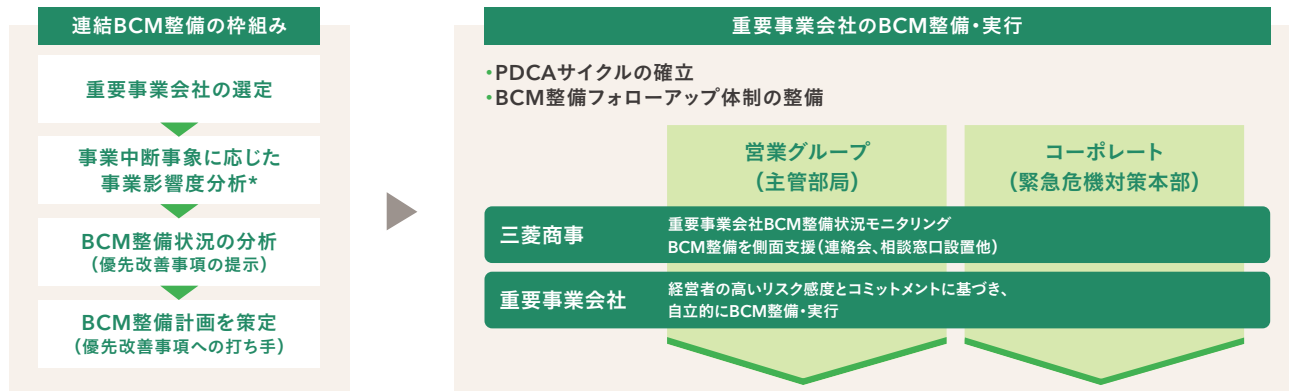 連結BCM整備の枠組み
重要事業会社の選定
事業中断事象に応じた
事業影響度分析*
BCM整備状況の分析
（優先改善事項の提示）
BCM整備計画を策定
（優先改善事項への打ち手）
重要事業会社のBCM整備・実行
・PDCAサイクルの確立
・BCM整備フォローアップ体制の整備
営業グループ
（主管部局）
コーポレート
（緊急危機対策本部）
三菱商事
重要事業会社BCM整備状況モニタリング
BCM整備を側面支援（連絡会、相談窓口設置他）
重要事業会社
経営者の高いリスク感度とコミットメントに基づき、
自立的にBCM整備・実行